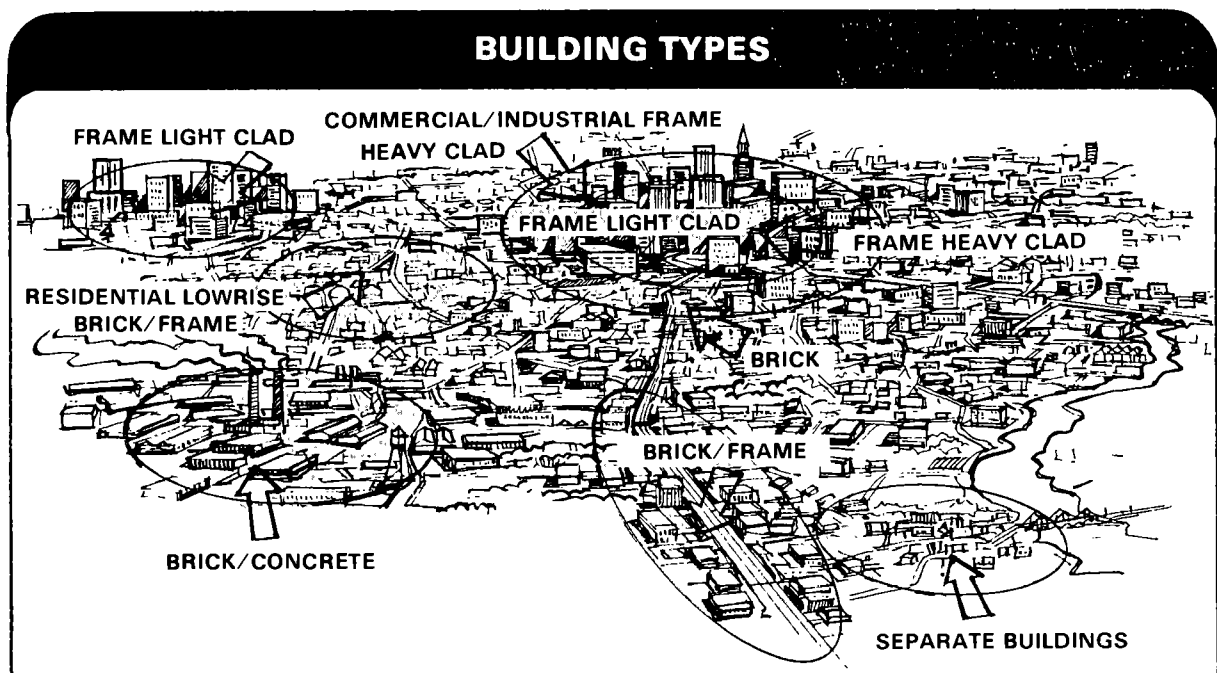 BUILDING TYPES
FRAME LIGHT CLAD
COMMERCIAL/INDUSTRIAL FRAME
HEAVY CLAD
FRAME LIGHT CLAD
FRAME HEAVY CLAD
RESIDENTIAL LOWRISE
BRICK/FRAME
BRICK
BRICK/FRAME
BRICK/CONCRETE
SEPARATE BUILDINGS